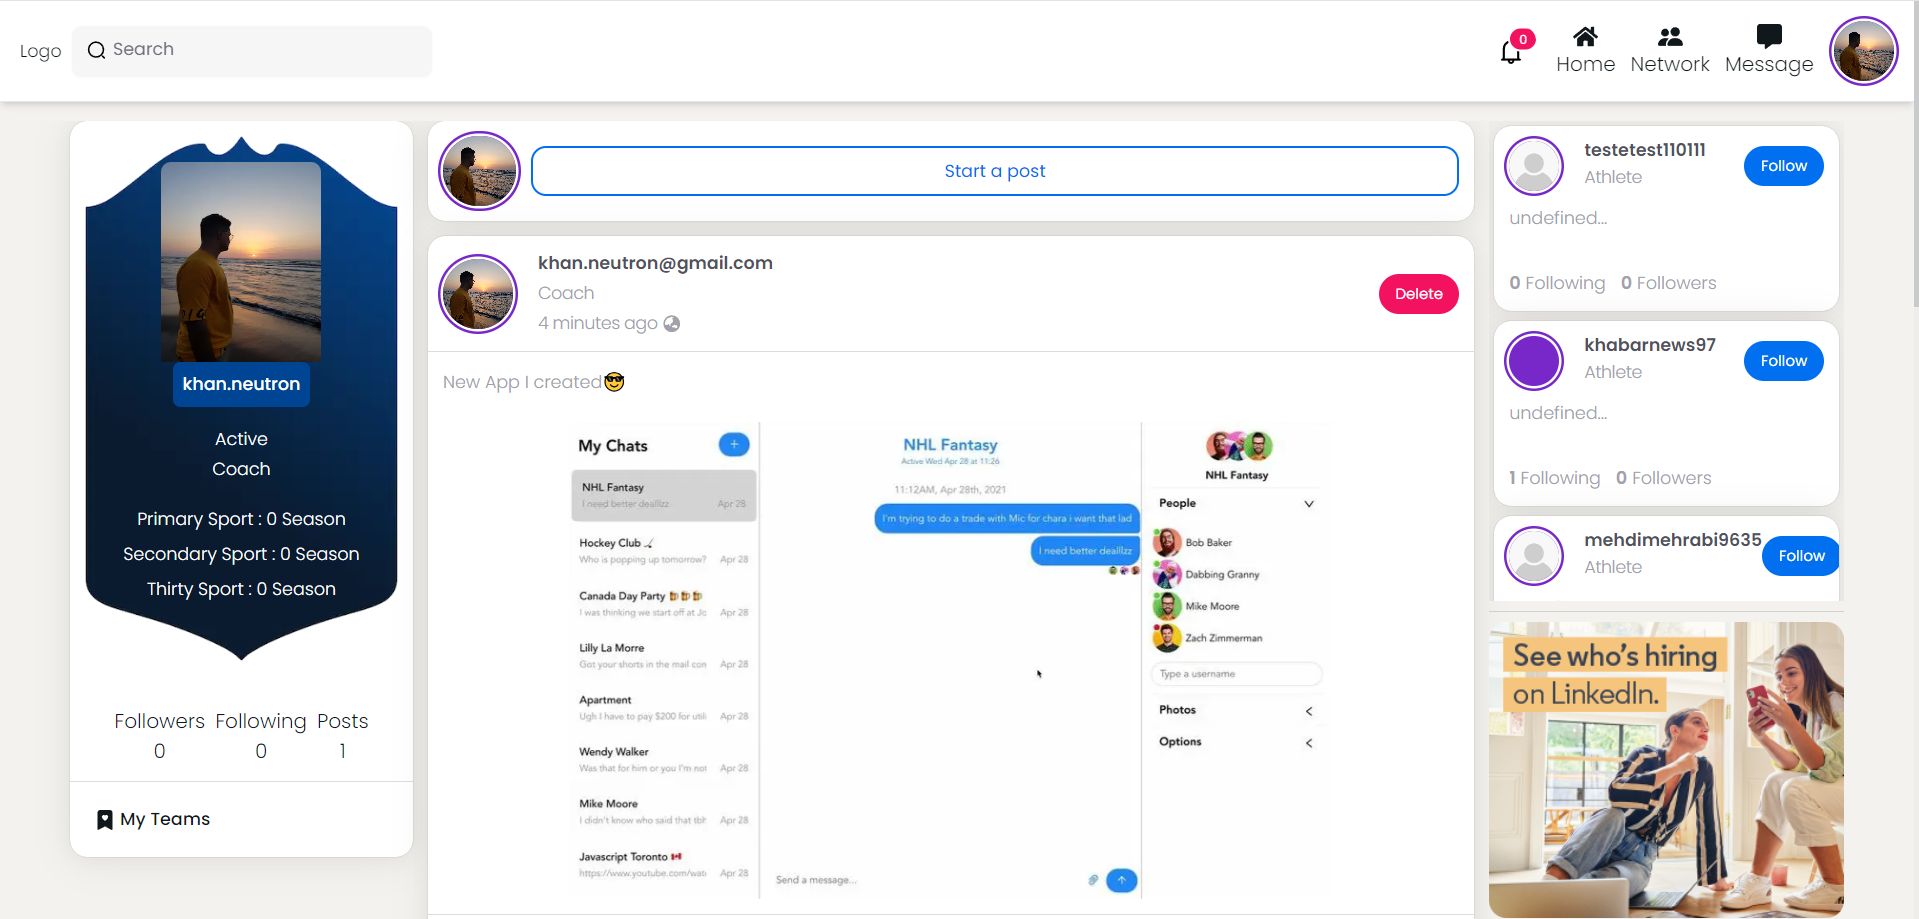 Logo
Search
0
Home
Network
Message
khan.neutron
Active
Coach
Primary Sport : 0 Season
Secondary Sport : 0 Season
Thirty Sport : 0 Season
Followers Following Posts
0 0 1
My Teams
Start a post
khan.neutron@gmail.com
Coach
4 minutes ago
Delete
New App I created😎
My Chats
+
NHL Fantasy
I need better dealllzz Apr 28
Hockey Club 🏒
Who is popping up tomorrow? Apr 28
Canada Day Party 🍻🍻🍻
I was thinking we start off at Jc Apr 28
Lilly La Morre
Got your shorts in the mail con Apr 28
Apartment
Ugh I have to pay $200 for utili Apr 28
Wendy Walker
Was that for him or you I'm not Apr 28
Mike Moore
I didn't know who said that tbh Apr 28
Javascript Toronto 🇨🇦
https://www.youtube.com/wat Apr 28
NHL Fantasy
Active Wed Apr 28 at 11:26
11:12AM, Apr 28th, 2021
I'm trying to do a trade with Mic for chara i want that lad
I need better dealllzz
Send a message...
NHL Fantasy
People
Bob Baker
Dabbing Granny
Mike Moore
Zach Zimmerman
Type a username
Photos
Options
testetest110111
Athlete
Follow
undefined...
0 Following 0 Followers
khabarnews97
Athlete
Follow
undefined...
1 Following 0 Followers
mehdimehrabi9635
Athlete
Follow
See who's hiring
on LinkedIn.